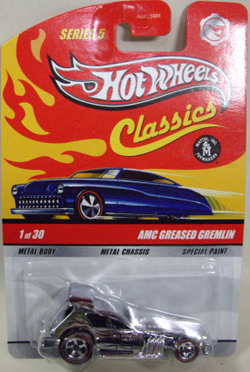 SERIES 5
Hot Wheels
Classics
1 of 30
AMC GREASED GREMLIN
METAL BODY
METAL CHASSIS
SPECIAL PAINT